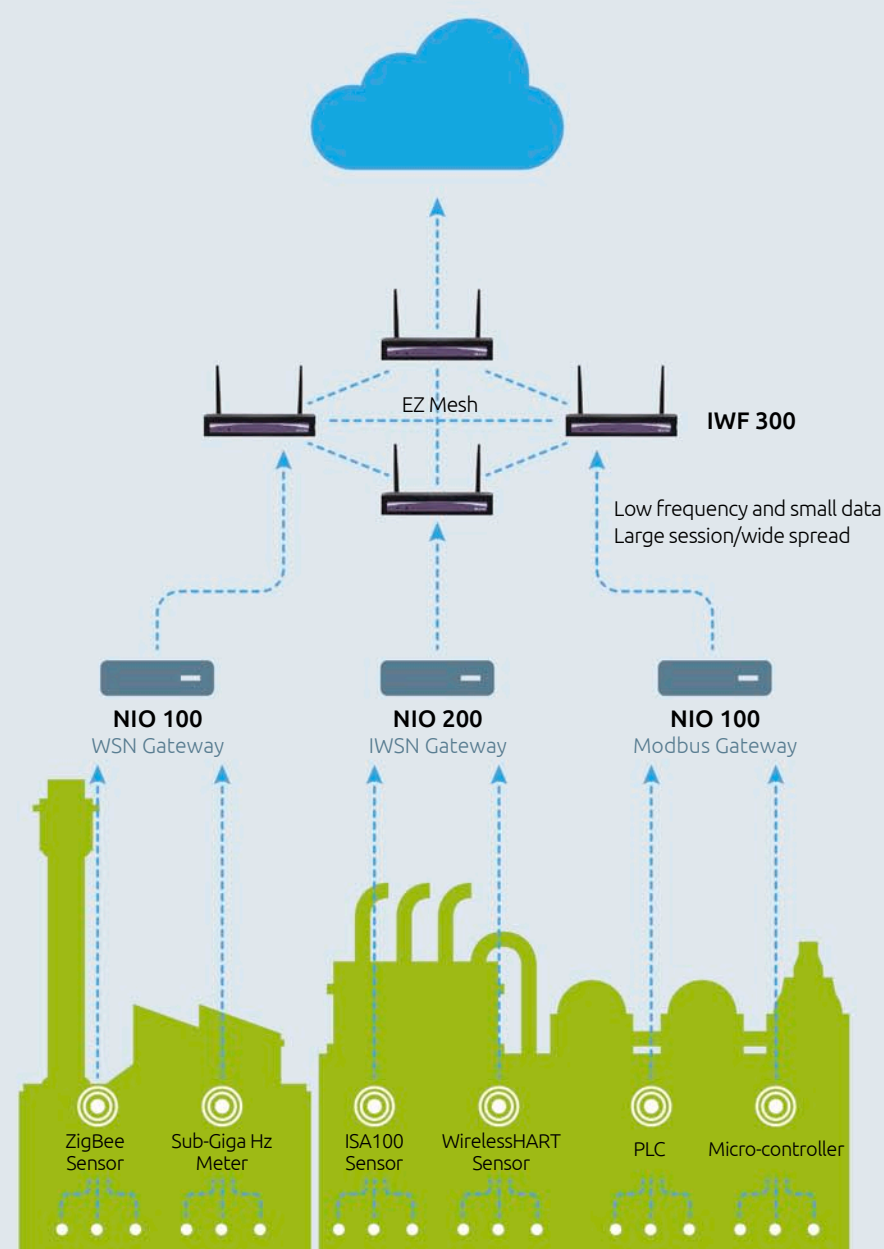 EZ Mesh
IWF 300
Low frequency and small data
Large session/wide spread
NIO 100
WSN Gateway
NIO 200
IWSN Gateway
NIO 100
Modbus Gateway
ZigBee
Sensor
Sub-Giga Hz
Meter
ISA100
Sensor
WirelessHART
Sensor
PLC
Micro-controller